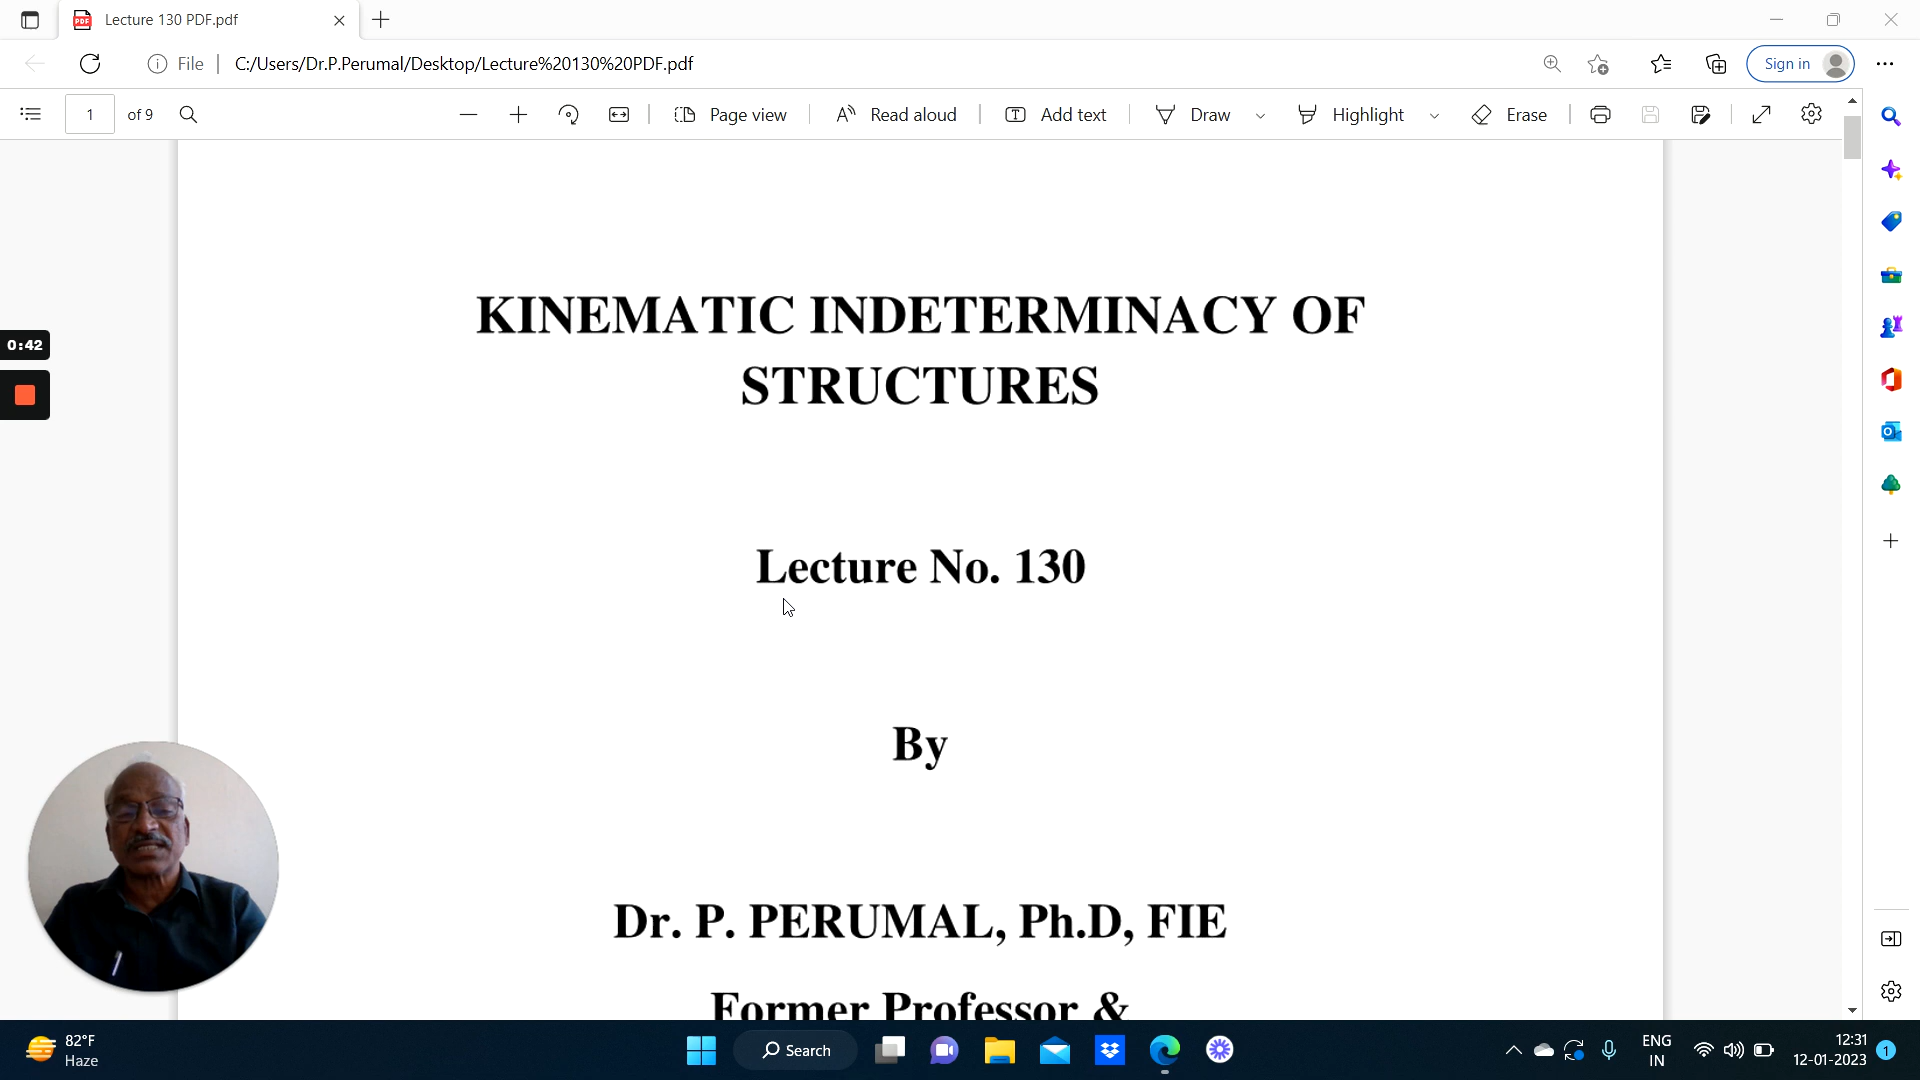 Lecture 130 PDF.pdf
File
C:/Users/Dr.P.Perumal/Desktop/Lecture%20130%20PDF.pdf
Sign in
1 of 9
Page view
Read aloud
Add text
Draw
Highlight
Erase
KINEMATIC INDETERMINACY OF
STRUCTURES
0:42
Lecture No. 130
By
Dr. P. PERUMAL, Ph.D, FIE
Former Professor &
82°F
Haze
Search
ENG
IN
12:31
12-01-2023
1